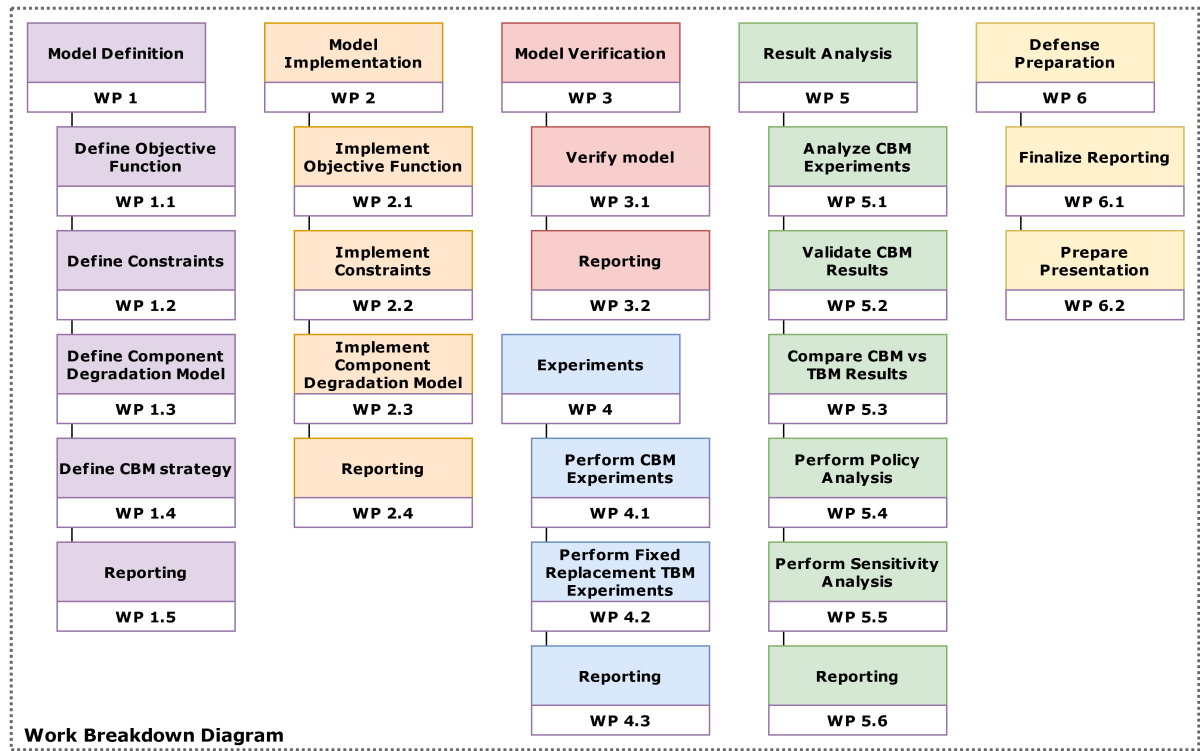 Model Definition
WP 1
Define Objective
Function
WP 1.1
Define Constraints
WP 1.2
Define Component
Degradation Model
WP 1.3
Define CBM strategy
WP 1.4
Reporting
WP 1.5
Model
Implementation
WP 2
Implement
Objective Function
WP 2.1
Implement
Constraints
WP 2.2
Implement
Component
Degradation Model
WP 2.3
Reporting
WP 2.4
Model Verification
WP 3
Verify model
WP 3.1
Reporting
WP 3.2
Experiments
WP 4
Perform CBM
Experiments
WP 4.1
Perform Fixed
Replacement TBM
Experiments
WP 4.2
Reporting
WP 4.3
Result Analysis
WP 5
Analyze CBM
Experiments
WP 5.1
Validate CBM
Results
WP 5.2
Compare CBM vs
TBM Results
WP 5.3
Perform Policy
Analysis
WP 5.4
Perform Sensitivity
Analysis
WP 5.5
Reporting
WP 5.6
Defense
Preparation
WP 6
Finalize Reporting
WP 6.1
Prepare
Presentation
WP 6.2
Work Breakdown Diagram